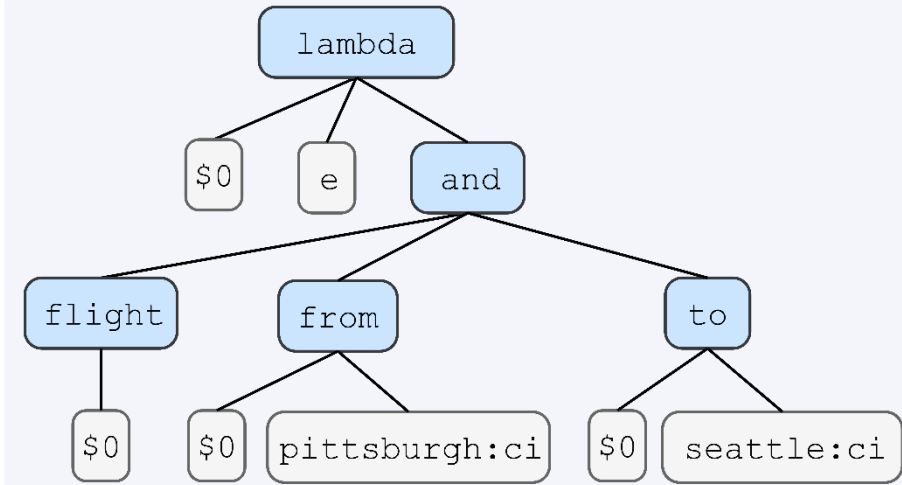 lambda
$0 e and
flight from to
$0 $0 pittsburgh:ci $0 seattle:ci